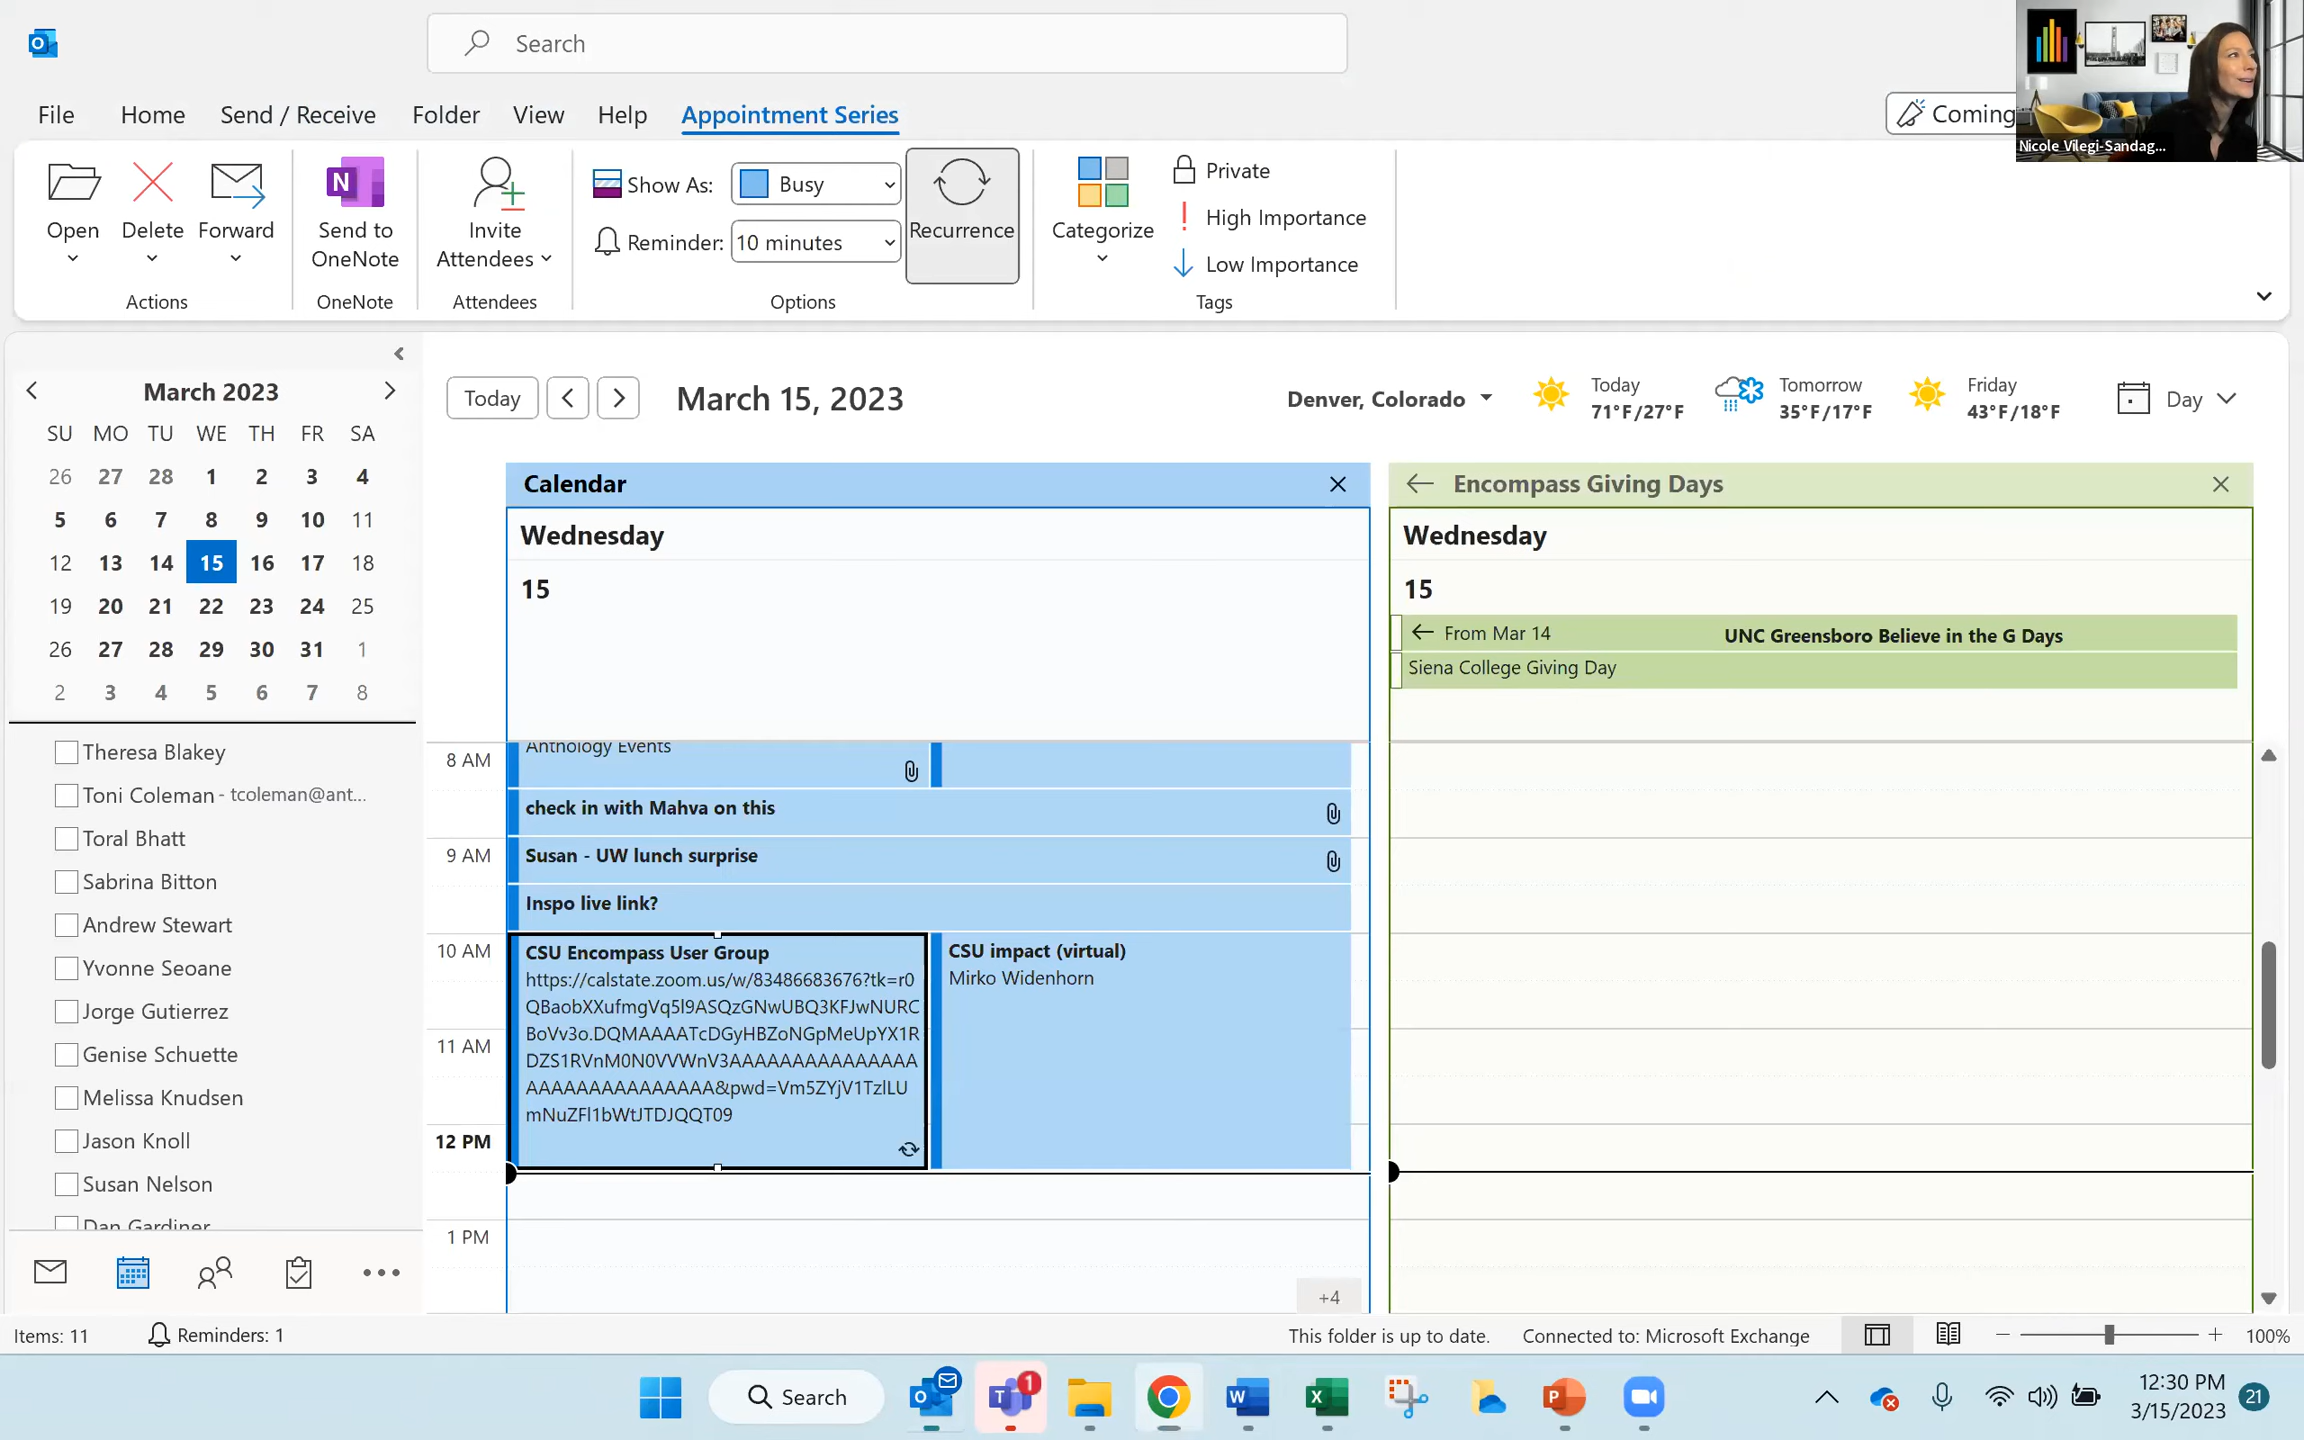 Search
Nicole Vilegi-Sandag...
File
Home
Send / Receive
Folder
View
Help
Appointment Series
Coming
Open
Delete
Forward
Actions
Send to
OneNote
OneNote
Invite
Attendees
Attendees
Show As:
Busy
Reminder:
10 minutes
Recurrence
Options
Categorize
Private
High Importance
Low Importance
Tags
March 2023
SU MO TU WE TH FR SA
26 27 28 1 2 3 4
5 6 7 8 9 10 11
12 13 14 15 16 17 18
19 20 21 22 23 24 25
26 27 28 29 30 31 1
2 3 4 5 6 7 8
Theresa Blakey
Toni Coleman - tcoleman@ant...
Toral Bhatt
Sabrina Bitton
Andrew Stewart
Yvonne Seoane
Jorge Gutierrez
Genise Schuette
Melissa Knudsen
Jason Knoll
Susan Nelson
Dan Gardiner
Today
March 15, 2023
Denver, Colorado
Today
71°F/27°F
Tomorrow
35°F/17°F
Friday
43°F/18°F
Day
Calendar
Wednesday
15
8 AM
Anthology Events
check in with Mahva on this
9 AM
Susan - UW lunch surprise
Inspo live link?
10 AM
CSU Encompass User Group
https://calstate.zoom.us/w/83486683676?tk=r0
QBaobXXufmgVq5l9ASQzGNwUBQ3KFJwNURC
BoVv3o.DQMAAAATcDGyHBZoNGpMeUpYX1R
DZS1RVnM0N0VVWnV3AAAAAAAAAAAAAAA
AAAAAAAAAAAAAAA&pwd=Vm5ZYjV1TzlLU
mNuZFl1bWtJTDJQQT09
CSU impact (virtual)
Mirko Widenhorn
11 AM
12 PM
1 PM
+4
Encompass Giving Days
Wednesday
15
From Mar 14
UNC Greensboro Believe in the G Days
Siena College Giving Day
Items: 11
Reminders: 1
This folder is up to date.
Connected to: Microsoft Exchange
100%
Search
1
12:30 PM
3/15/2023
21